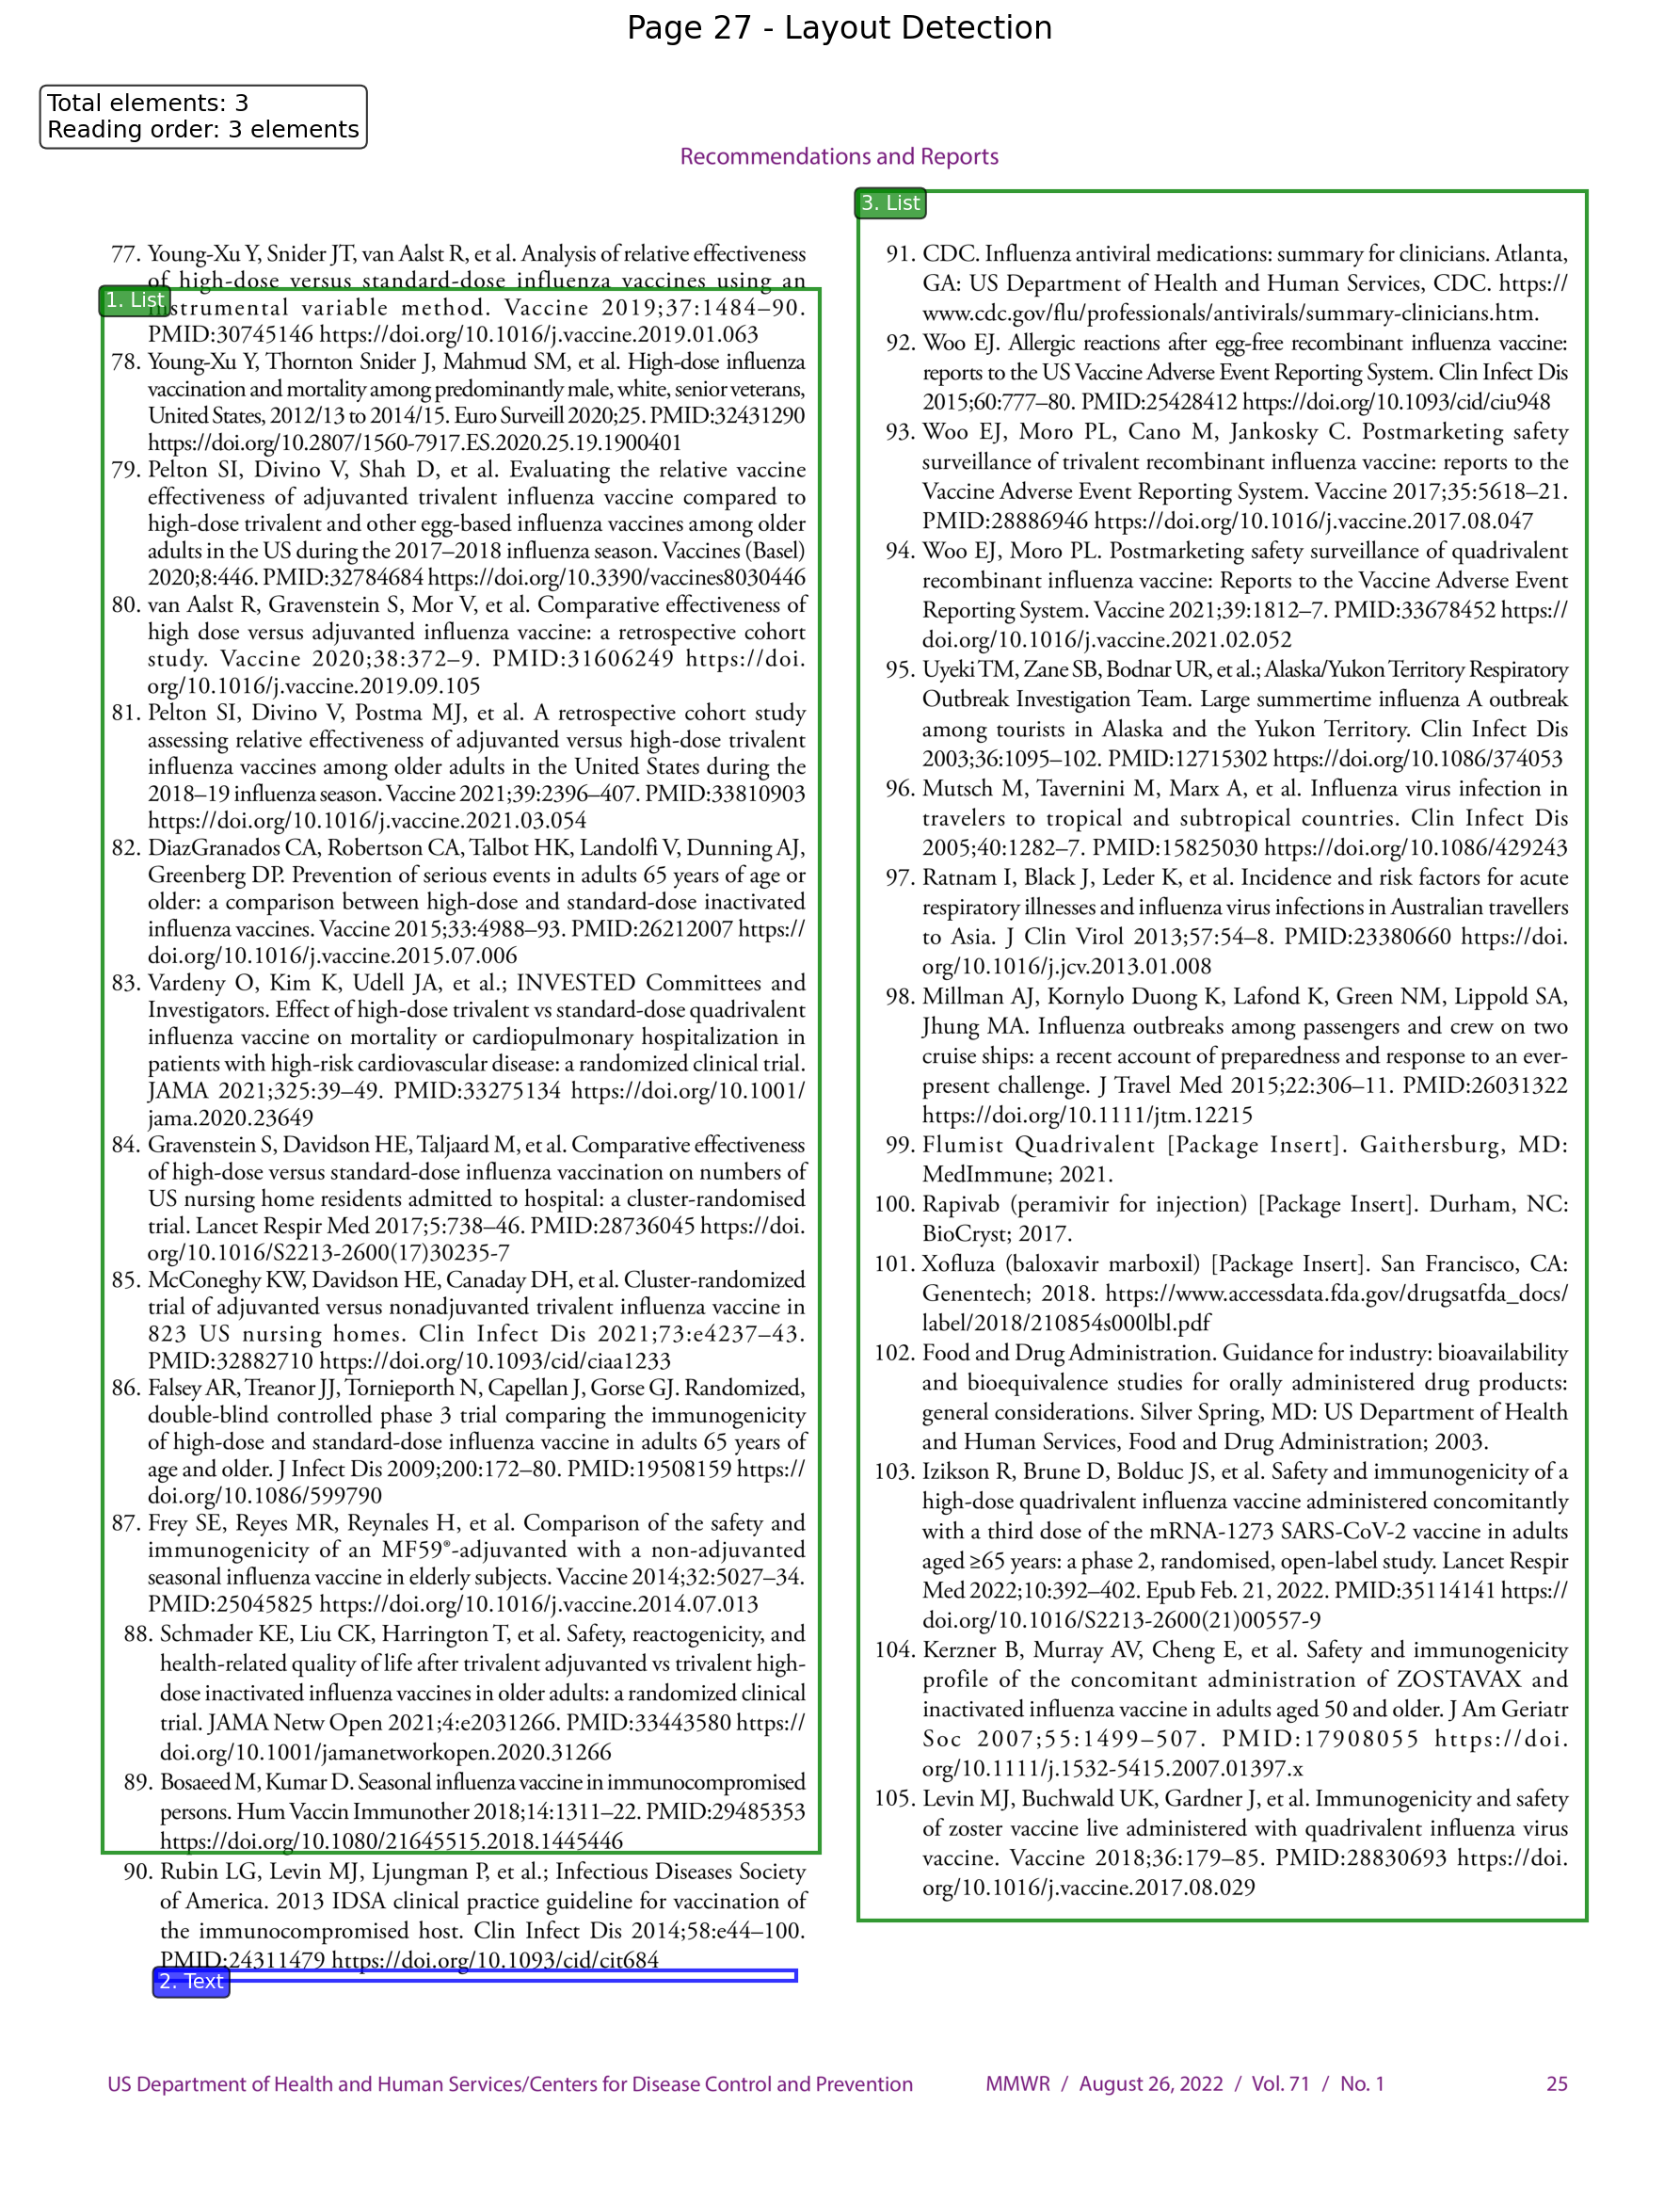 Page 27 - Layout Detection
Total elements: 3
Reading order: 3 elements
Recommendations and Reports
1. List
77. Young-Xu Y, Snider JT, van Aalst R, et al. Analysis of relative effectiveness
of high-dose versus standard-dose influenza vaccines using an
instrumental variable method. Vaccine 2019;37:1484–90.
PMID:30745146 https://doi.org/10.1016/j.vaccine.2019.01.063
78. Young-Xu Y, Thornton Snider J, Mahmud SM, et al. High-dose influenza
vaccination and mortality among predominantly male, white, senior veterans,
United States, 2012/13 to 2014/15. Euro Surveill 2020;25. PMID:32431290
https://doi.org/10.2807/1560-7917.ES.2020.25.19.1900401
79. Pelton SI, Divino V, Shah D, et al. Evaluating the relative vaccine
effectiveness of adjuvanted trivalent influenza vaccine compared to
high-dose trivalent and other egg-based influenza vaccines among older
adults in the US during the 2017–2018 influenza season. Vaccines (Basel)
2020;8:446. PMID:32784684 https://doi.org/10.3390/vaccines8030446
80. van Aalst R, Gravenstein S, Mor V, et al. Comparative effectiveness of
high dose versus adjuvanted influenza vaccine: a retrospective cohort
study. Vaccine 2020;38:372–9. PMID:31606249 https://doi.
org/10.1016/j.vaccine.2019.09.105
81. Pelton SI, Divino V, Postma MJ, et al. A retrospective cohort study
assessing relative effectiveness of adjuvanted versus high-dose trivalent
influenza vaccines among older adults in the United States during the
2018–19 influenza season. Vaccine 2021;39:2396–407. PMID:33810903
https://doi.org/10.1016/j.vaccine.2021.03.054
82. DiazGranados CA, Robertson CA, Talbot HK, Landolfi V, Dunning AJ,
Greenberg DP. Prevention of serious events in adults 65 years of age or
older: a comparison between high-dose and standard-dose inactivated
influenza vaccines. Vaccine 2015;33:4988–93. PMID:26212007 https://
doi.org/10.1016/j.vaccine.2015.07.006
83. Vardeny O, Kim K, Udell JA, et al.; INVESTED Committees and
Investigators. Effect of high-dose trivalent vs standard-dose quadrivalent
influenza vaccine on mortality or cardiopulmonary hospitalization in
patients with high-risk cardiovascular disease: a randomized clinical trial.
JAMA 2021;325:39–49. PMID:33275134 https://doi.org/10.1001/
jama.2020.23649
84. Gravenstein S, Davidson HE, Taljaard M, et al. Comparative effectiveness
of high-dose versus standard-dose influenza vaccination on numbers of
US nursing home residents admitted to hospital: a cluster-randomised
trial. Lancet Respir Med 2017;5:738–46. PMID:28736045 https://doi.
org/10.1016/S2213-2600(17)30235-7
85. McConeghy KW, Davidson HE, Canaday DH, et al. Cluster-randomized
trial of adjuvanted versus nonadjuvanted trivalent influenza vaccine in
823 US nursing homes. Clin Infect Dis 2021;73:e4237–43.
PMID:32882710 https://doi.org/10.1093/cid/ciaa1233
86. Falsey AR, Treanor JJ, Tornieporth N, Capellan J, Gorse GJ. Randomized,
double-blind controlled phase 3 trial comparing the immunogenicity
of high-dose and standard-dose influenza vaccine in adults 65 years of
age and older. J Infect Dis 2009;200:172–80. PMID:19508159 https://
doi.org/10.1086/599790
87. Frey SE, Reyes MR, Reynales H, et al. Comparison of the safety and
immunogenicity of an MF59®-adjuvanted with a non-adjuvanted
seasonal influenza vaccine in elderly subjects. Vaccine 2014;32:5027–34.
PMID:25045825 https://doi.org/10.1016/j.vaccine.2014.07.013
88. Schmader KE, Liu CK, Harrington T, et al. Safety, reactogenicity, and
health-related quality of life after trivalent adjuvanted vs trivalent high-
dose inactivated influenza vaccines in older adults: a randomized clinical
trial. JAMA Netw Open 2021;4:e2031266. PMID:33443580 https://
doi.org/10.1001/jamanetworkopen.2020.31266
89. Bosaeed M, Kumar D. Seasonal influenza vaccine in immunocompromised
persons. Hum Vaccin Immunother 2018;14:1311–22. PMID:29485353
https://doi.org/10.1080/21645515.2018.1445446
90. Rubin LG, Levin MJ, Ljungman P, et al.; Infectious Diseases Society
of America. 2013 IDSA clinical practice guideline for vaccination of
the immunocompromised host. Clin Infect Dis 2014;58:e44–100.
PMID:24311479 https://doi.org/10.1093/cid/cit684
2. Text
3. List
91. CDC. Influenza antiviral medications: summary for clinicians. Atlanta,
GA: US Department of Health and Human Services, CDC. https://
www.cdc.gov/flu/professionals/antivirals/summary-clinicians.htm.
92. Woo EJ. Allergic reactions after egg-free recombinant influenza vaccine:
reports to the US Vaccine Adverse Event Reporting System. Clin Infect Dis
2015;60:777–80. PMID:25428412 https://doi.org/10.1093/cid/ciu948
93. Woo EJ, Moro PL, Cano M, Jankosky C. Postmarketing safety
surveillance of trivalent recombinant influenza vaccine: reports to the
Vaccine Adverse Event Reporting System. Vaccine 2017;35:5618–21.
PMID:28886946 https://doi.org/10.1016/j.vaccine.2017.08.047
94. Woo EJ, Moro PL. Postmarketing safety surveillance of quadrivalent
recombinant influenza vaccine: Reports to the Vaccine Adverse Event
Reporting System. Vaccine 2021;39:1812–7. PMID:33678452 https://
doi.org/10.1016/j.vaccine.2021.02.052
95. Uyeki TM, Zane SB, Bodnar UR, et al.; Alaska/Yukon Territory Respiratory
Outbreak Investigation Team. Large summertime influenza A outbreak
among tourists in Alaska and the Yukon Territory. Clin Infect Dis
2003;36:1095–102. PMID:12715302 https://doi.org/10.1086/374053
96. Mutsch M, Tavernini M, Marx A, et al. Influenza virus infection in
travelers to tropical and subtropical countries. Clin Infect Dis
2005;40:1282–7. PMID:15825030 https://doi.org/10.1086/429243
97. Ratnam I, Black J, Leder K, et al. Incidence and risk factors for acute
respiratory illnesses and influenza virus infections in Australian travellers
to Asia. J Clin Virol 2013;57:54–8. PMID:23380660 https://doi.
org/10.1016/j.jcv.2013.01.008
98. Millman AJ, Kornylo Duong K, Lafond K, Green NM, Lippold SA,
Jhung MA. Influenza outbreaks among passengers and crew on two
cruise ships: a recent account of preparedness and response to an ever-
present challenge. J Travel Med 2015;22:306–11. PMID:26031322
https://doi.org/10.1111/jtm.12215
99. Flumist Quadrivalent [Package Insert]. Gaithersburg, MD:
MedImmune; 2021.
100. Rapivab (peramivir for injection) [Package Insert]. Durham, NC:
BioCryst; 2017.
101. Xofluza (baloxavir marboxil) [Package Insert]. San Francisco, CA:
Genentech; 2018. https://www.accessdata.fda.gov/drugsatfda_docs/
label/2018/210854s000lbl.pdf
102. Food and Drug Administration. Guidance for industry: bioavailability
and bioequivalence studies for orally administered drug products:
general considerations. Silver Spring, MD: US Department of Health
and Human Services, Food and Drug Administration; 2003.
103. Izikson R, Brune D, Bolduc JS, et al. Safety and immunogenicity of a
high-dose quadrivalent influenza vaccine administered concomitantly
with a third dose of the mRNA-1273 SARS-CoV-2 vaccine in adults
aged ≥65 years: a phase 2, randomised, open-label study. Lancet Respir
Med 2022;10:392–402. Epub Feb. 21, 2022. PMID:35114141 https://
doi.org/10.1016/S2213-2600(21)00557-9
104. Kerzner B, Murray AV, Cheng E, et al. Safety and immunogenicity
profile of the concomitant administration of ZOSTAVAX and
inactivated influenza vaccine in adults aged 50 and older. J Am Geriatr
Soc 2007;55:1499–507. PMID:17908055 https://doi.
org/10.1111/j.1532-5415.2007.01397.x
105. Levin MJ, Buchwald UK, Gardner J, et al. Immunogenicity and safety
of zoster vaccine live administered with quadrivalent influenza virus
vaccine. Vaccine 2018;36:179–85. PMID:28830693 https://doi.
org/10.1016/j.vaccine.2017.08.029
US Department of Health and Human Services/Centers for Disease Control and Prevention MMWR / August 26, 2022 / Vol. 71 / No. 1 25